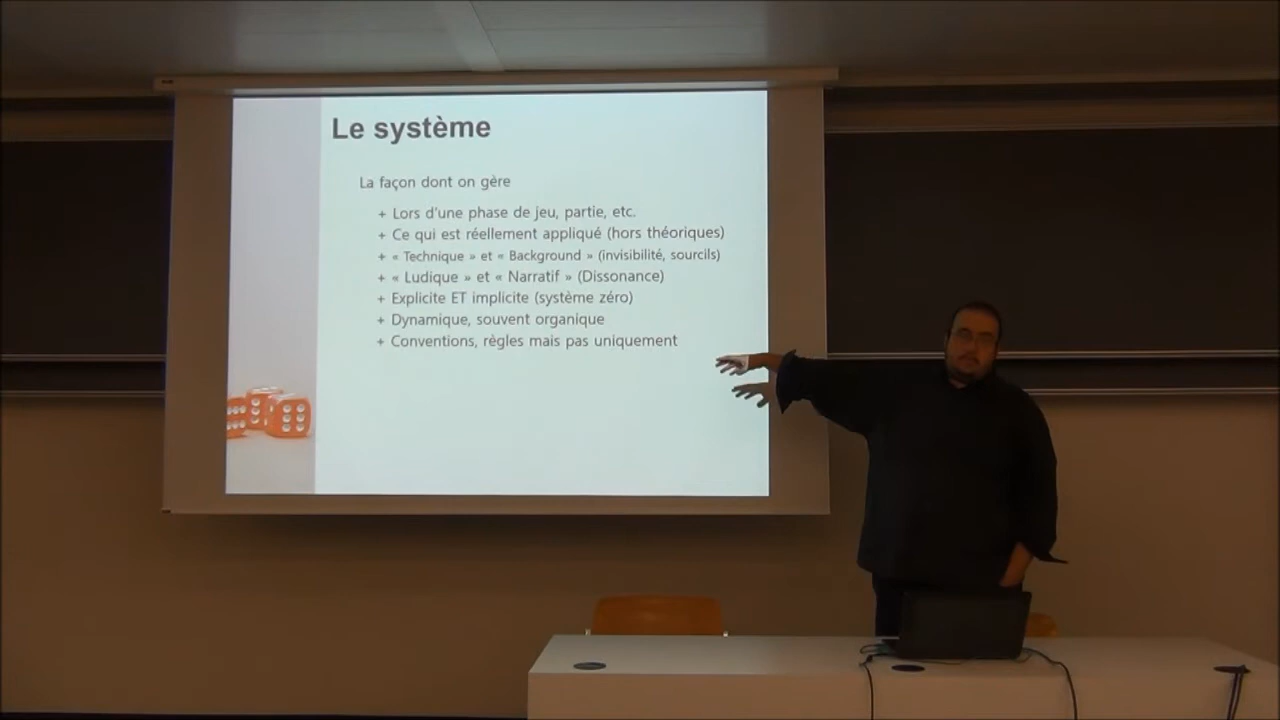 Le système
La façon dont on gère
+ Lors d'une phase de jeu, partie, etc.
+ Ce qui est réellement appliqué (hors théoriques)
+ « Technique » et « Background » (invisibilité, sourcils)
+ « Ludique » et « Narratif » (Dissonance)
+ Explicite ET implicite (système zéro)
+ Dynamique, souvent organique
+ Conventions, règles mais pas uniquement